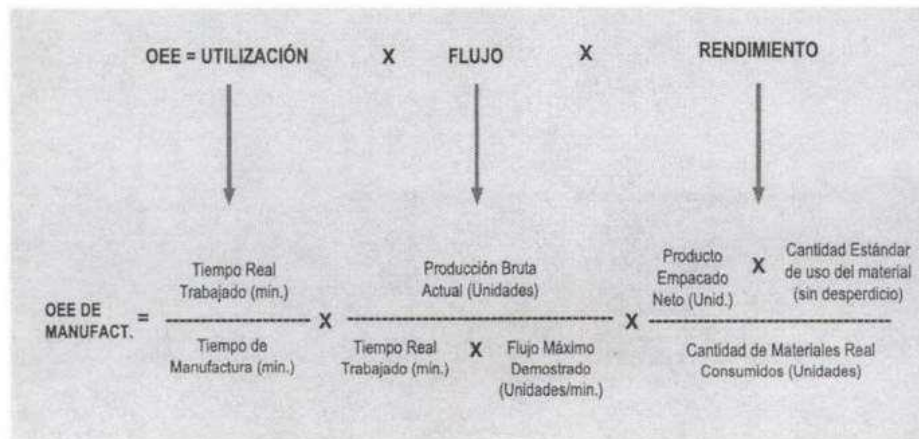 OEE = UTILIZACIÓN X FLUJO X RENDIMIENTO
Tiempo Real
Trabajado (min.)
Producción Bruta
Actual (Unidades)
Producto
Empacado
Neto (Unid.)
X
Cantidad Estándar
de uso del material
(sin desperdicio)
OEE DE
MANUFACT.
=
X
X
Tiempo de
Manufactura (min.)
Tiempo Real
Trabajado (min.)
X
Flujo Máximo
Demostrado
(Unidades/min.)
Cantidad de Materiales Real
Consumidos (Unidades)